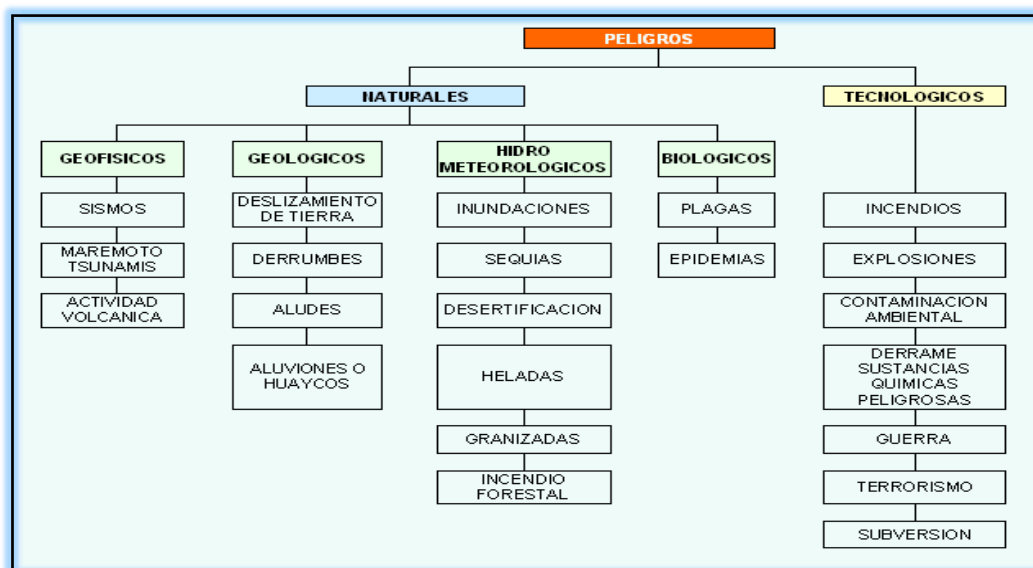 PELIGROS
NATURALES
TECNOLOGICOS
GEOFISICOS
GEOLOGICOS
HIDRO
METEOROLOGICOS
BIOLOGICOS
SISMOS
MAREMOTO
TSUNAMIS
ACTIVIDAD
VOLCANICA
DESLIZAMIENTO
DE TIERRA
DERRUMBES
ALUDES
ALUVIONES O
HUAYCOS
INUNDACIONES
SEQUIAS
DESERTIFICACION
HELADAS
GRANIZADAS
INCENDIO
FORESTAL
PLAGAS
EPIDEMIAS
INCENDIOS
EXPLOSIONES
CONTAMINACION
AMBIENTAL
DERRAME
SUSTANCIAS
QUIMICAS
PELIGROSAS
GUERRA
TERRORISMO
SUBVERSION